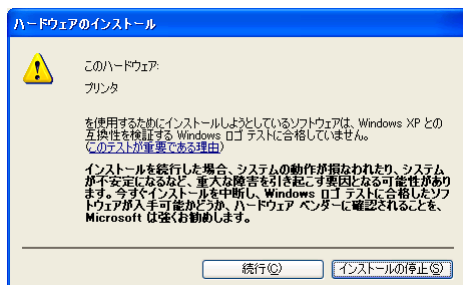 ハードウェアのインストール
このハードウェア:
プリンタ
を使用するためにインストールしようとしているソフトウェアは、Windows XP との
互換性を検証する Windows ロゴ テストに合格していません。
(このテストが重要である理由)
インストールを続行した場合、システムの動作が損なわれたり、システム
が不安定になるなど、重大な障害を引き起こす要因となる可能性があり
ます。今すぐインストールを中断し、Windows ロゴ テストに合格したソフ
トウェアが入手可能かどうか、ハードウェア ベンダーに確認されることを、
Microsoft は強くお勧めします。
続行(C) インストールの停止(S)